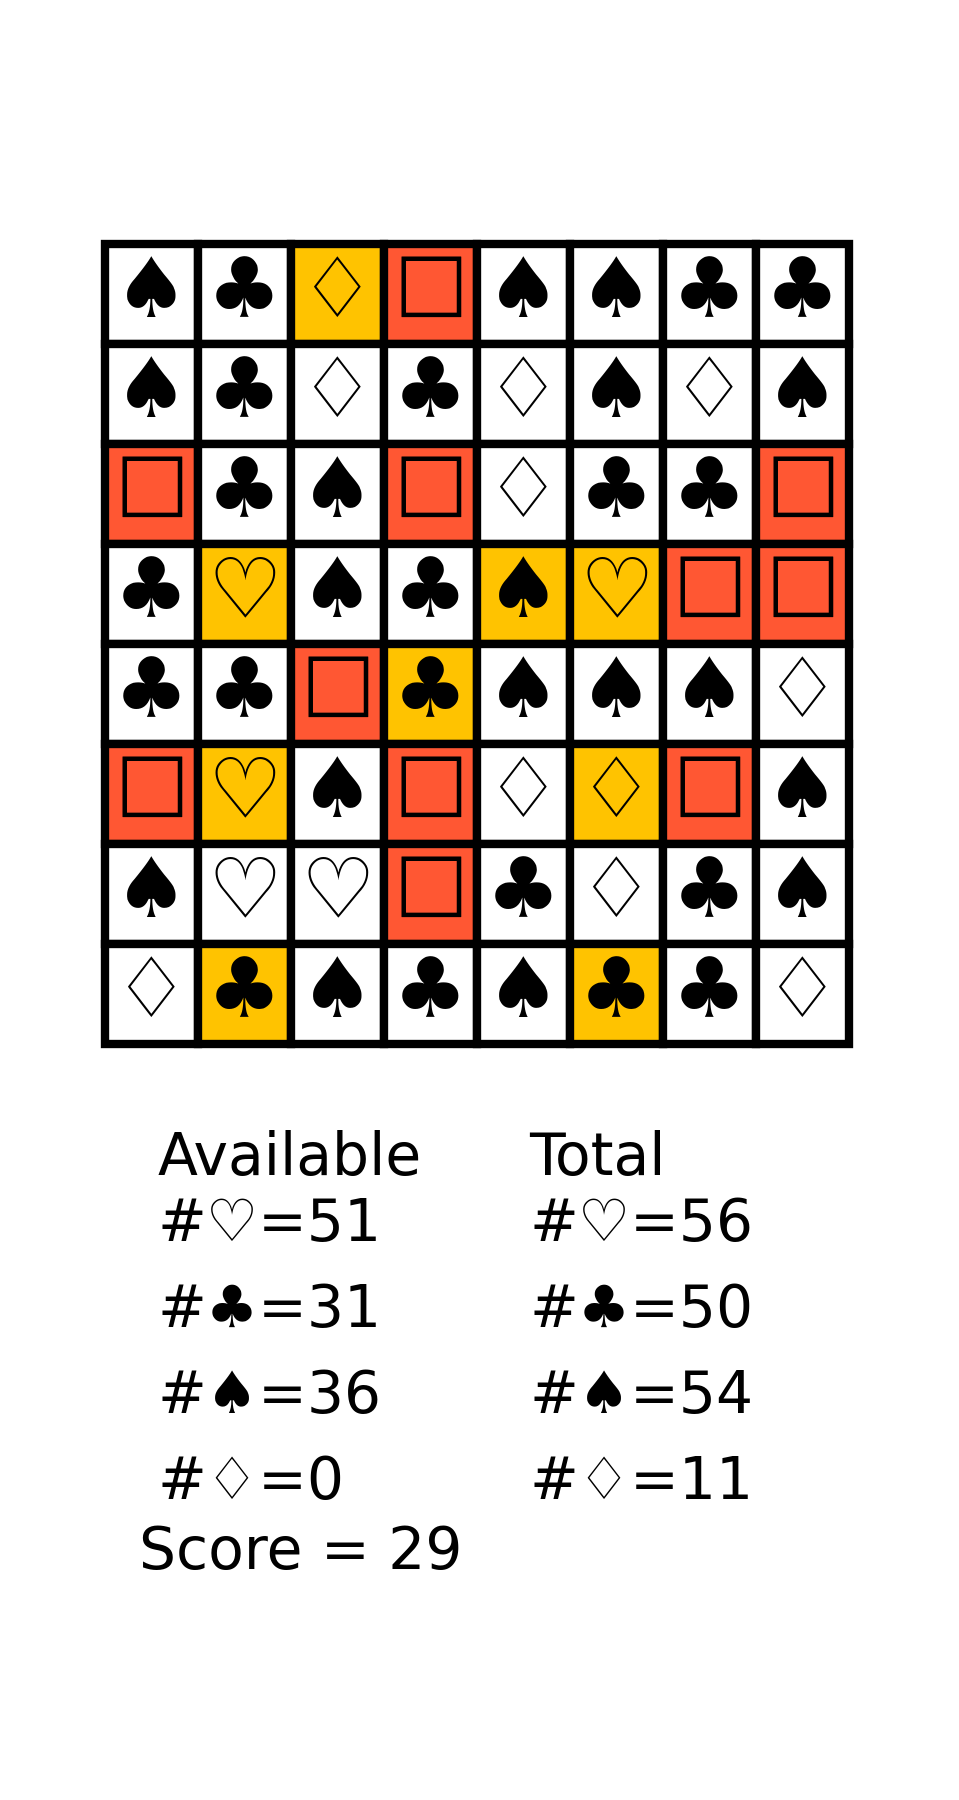 ♠ ♣ ♢ □ ♠ ♠ ♣ ♣
♠ ♣ ♢ ♣ ♢ ♠ ♢ ♠
□ ♣ ♠ □ ♢ ♣ ♣ □
♣ ♡ ♠ ♣ ♠ ♡ □ □
♣ ♣ □ ♣ ♠ ♠ ♠ ♢
□ ♡ ♠ □ ♢ ♢ □ ♠
♠ ♡ ♡ □ ♣ ♢ ♣ ♠
♢ ♣ ♠ ♣ ♠ ♣ ♣ ♢
Available Total
#♡=51 #♡=56
#♣=31 #♣=50
#♠=36 #♠=54
#♢=0 #♢=11
Score = 29